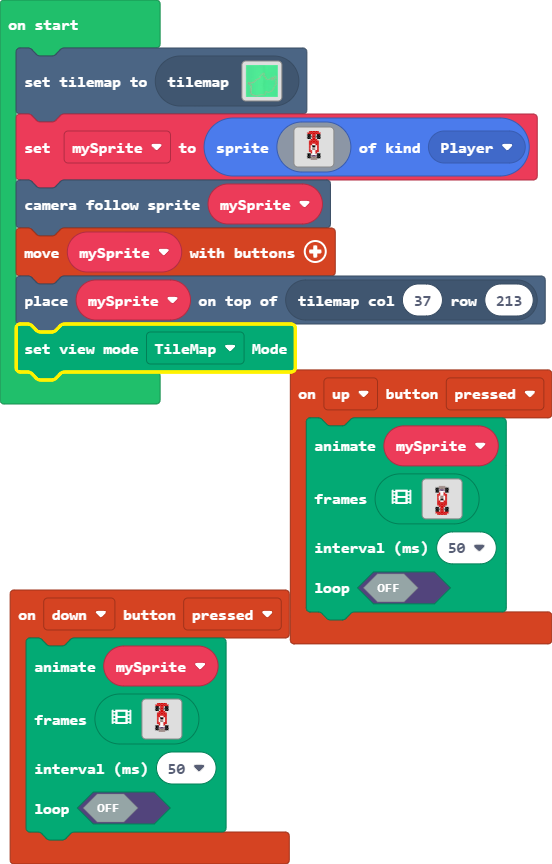 on start
set tilemap to tilemap
set mySprite to sprite of kind Player
camera follow sprite mySprite
move mySprite with buttons
place mySprite on top of tilemap col 37 row 213
set view mode TileMap Mode
on up button pressed
animate mySprite
frames
interval (ms) 50
loop OFF
on down button pressed
animate mySprite
frames
interval (ms) 50
loop OFF